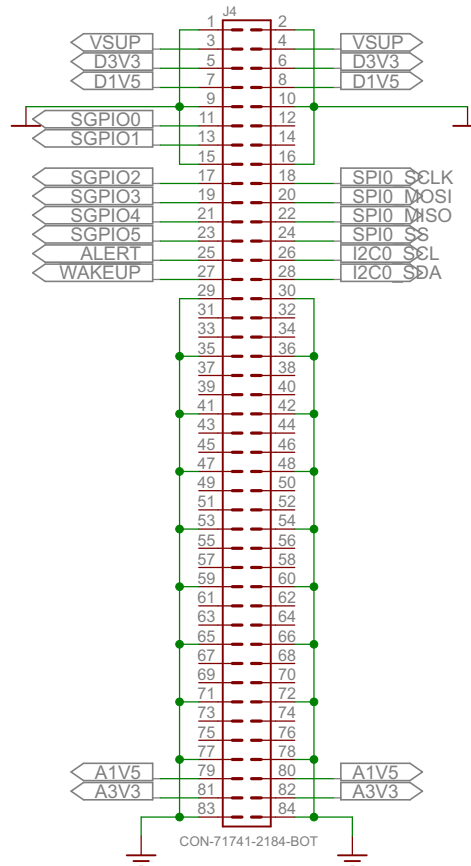 J4
1 2
VSUP 3 4 VSUP
D3V3 5 6 D3V3
D1V5 7 8 D1V5
9 10
SGPIO0 11 12
SGPIO1 13 14
15 16
SGPIO2 17 18 SPI0_SCLK
SGPIO3 19 20 SPI0_MOSI
SGPIO4 21 22 SPI0_MISO
SGPIO5 23 24 SPI0_SS
ALERT 25 26 I2C0_SCL
WAKEUP 27 28 I2C0_SDA
29 30
31 32
33 34
35 36
37 38
39 40
41 42
43 44
45 46
47 48
49 50
51 52
53 54
55 56
57 58
59 60
61 62
63 64
65 66
67 68
69 70
71 72
73 74
75 76
77 78
A1V5 79 80 A1V5
A3V3 81 82 A3V3
83 84
CON-71741-2184-BOT